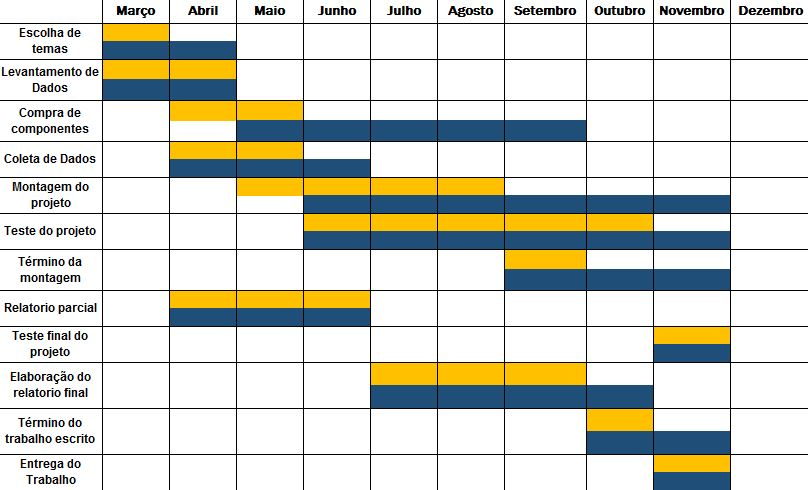 Março Abril Maio Junho Julho Agosto Setembro Outubro Novembro Dezembro
Escolha de
temas
Levantamento de
Dados
Compra de
componentes
Coleta de Dados
Montagem do
projeto
Teste do projeto
Término da
montagem
Relatorio parcial
Teste final do
projeto
Elaboração do
relatorio final
Término do
trabalho escrito
Entrega do
Trabalho